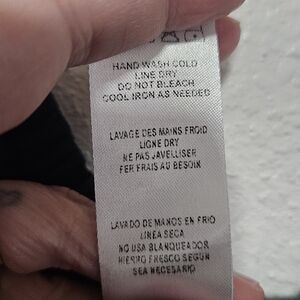 HAND WASH COLD
LINE DRY
DO NOT BLEACH
COOL IRON AS NEEDED
LAVAGE DES MAINS FROID
LIGNE DRY
NE PAS JAVELLISER
FER FRAIS AU BESOIN
LAVADO DE MANOS EN FRIO
LINEA SECA
NO USA BLANQUEADOR
HIERRO FRESCO SEGUN
SEA NECESARIO